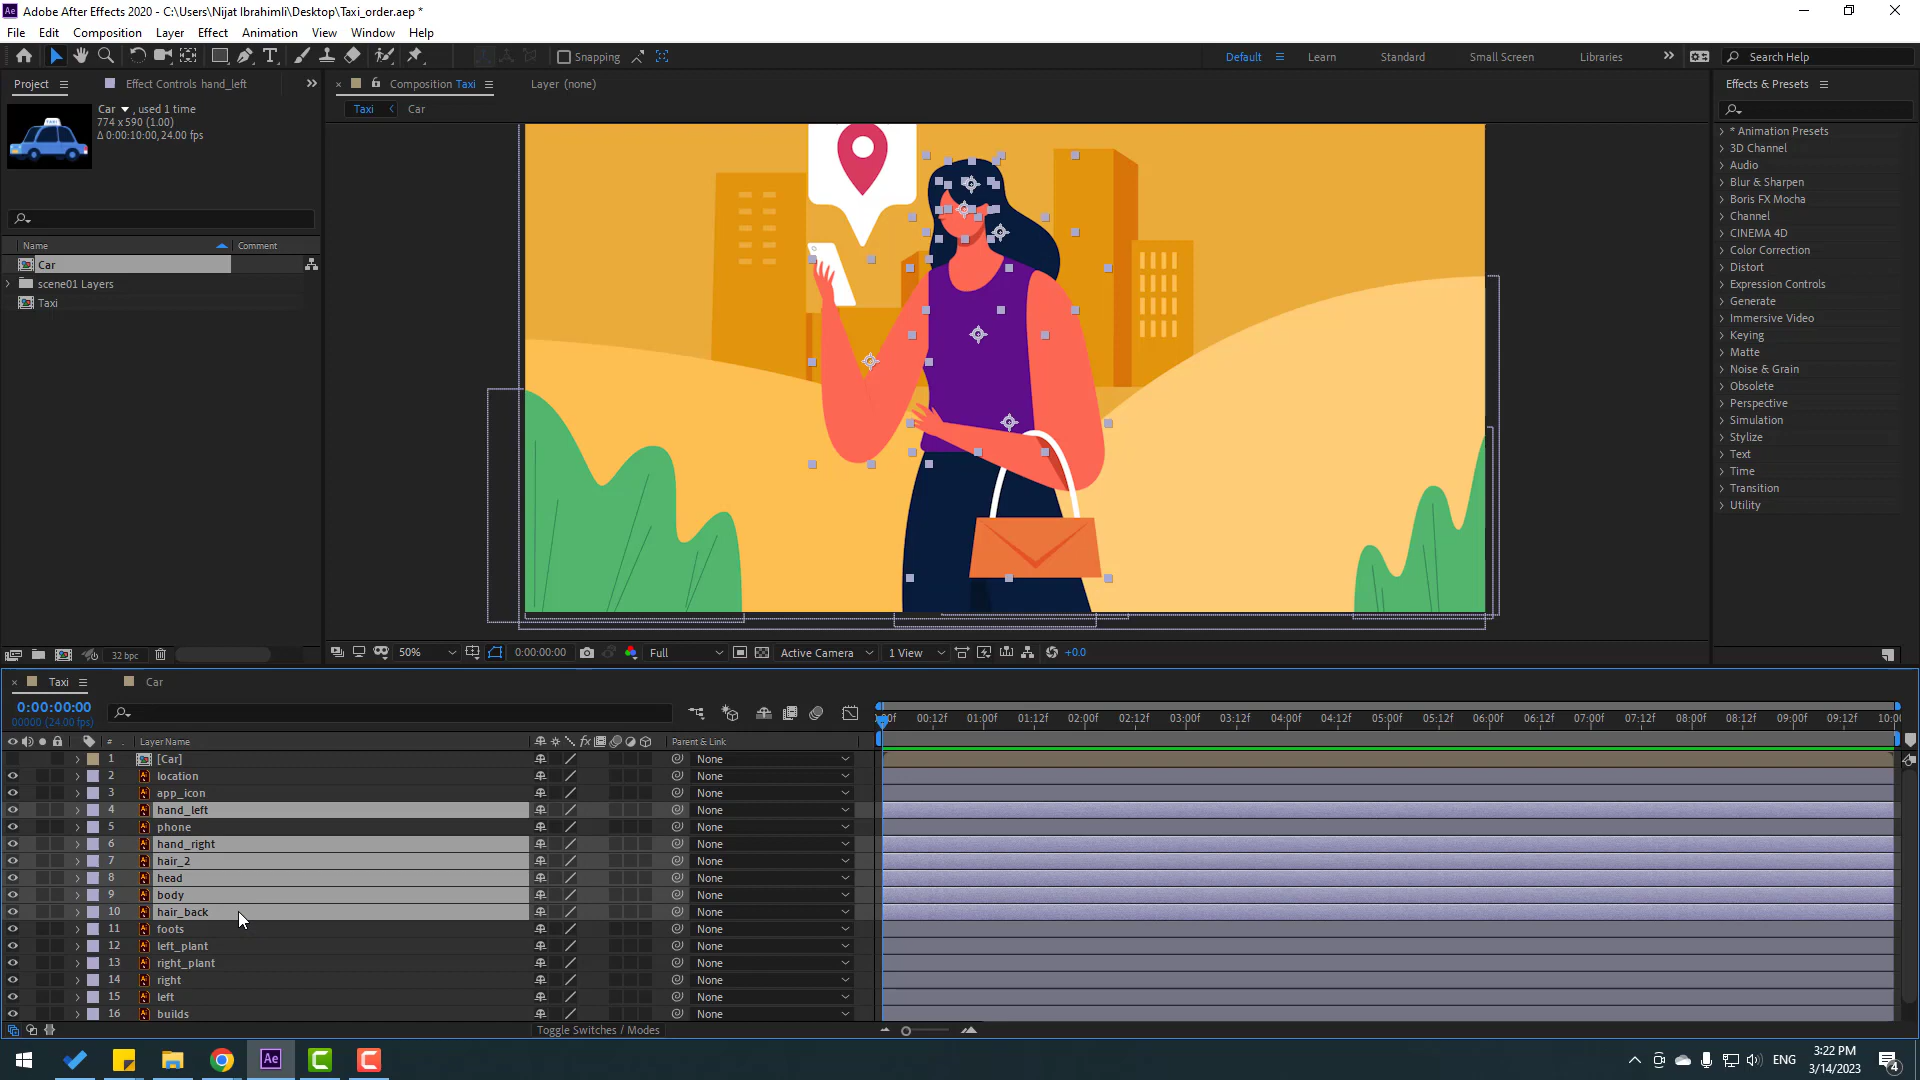 Adobe After Effects 2020 - C:\Users\Nijat Ibrahimli\Desktop\Taxi_order.aep *
File Edit Composition Layer Effect Animation View Window Help
Snapping
Default Learn Standard Small Screen Libraries Search Help
Project Effect Controls hand_left
Car , used 1 time
774 x 590 (1.00)
Δ 0:00:10:00, 24.00 fps
Name Comment
Car
scene01 Layers
Taxi
32 bpc
Composition Taxi Layer (none)
Taxi Car
TAXI
50% 0:00:00:00 Full Active Camera 1 View +0.0
Effects & Presets
* Animation Presets
3D Channel
Audio
Blur & Sharpen
Boris FX Mocha
Channel
CINEMA 4D
Color Correction
Distort
Expression Controls
Generate
Immersive Video
Keying
Matte
Noise & Grain
Obsolete
Perspective
Simulation
Stylize
Text
Time
Transition
Utility
Taxi Car
0:00:00:00
00000 (24.00 fps)
00:12f 01:00f 01:12f 02:00f 02:12f 03:00f 03:12f 04:00f 04:12f 05:00f 05:12f 06:00f 06:12f 07:00f 07:12f 08:00f 08:12f 09:00f 09:12f 10:0
# Layer Name fx Parent & Link
1 [Car] None
2 location None
3 app_icon None
4 hand_left None
5 phone None
6 hand_right None
7 hair_2 None
8 head None
9 body None
10 hair_back None
11 foots None
12 left_plant None
13 right_plant None
14 right None
15 left None
16 builds None
Toggle Switches / Modes
ENG
3:22 PM
3/14/2023
4